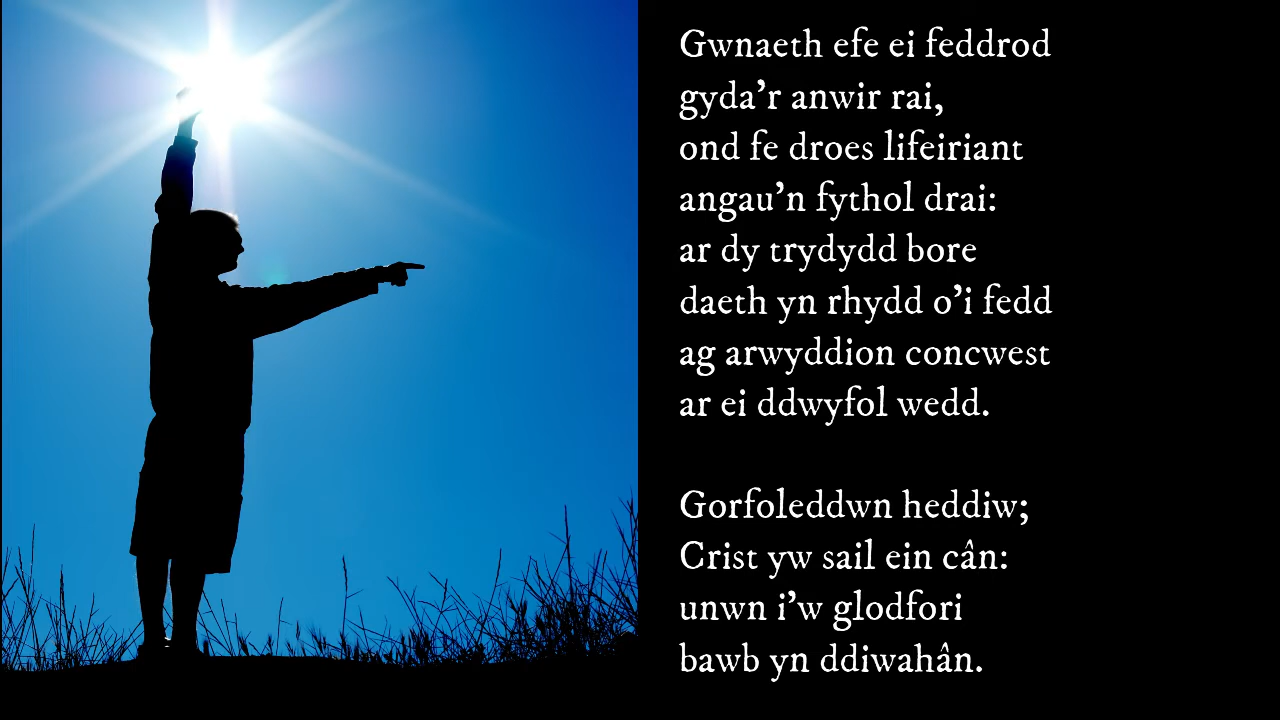 Gwnaeth efe ei feddrod
gyda’r anwir rai,
ond fe droes lifeiriant
angau’n fythol drai:
ar dy trydydd bore
daeth yn rhydd o’i fedd
ag arwyddion concwest
ar ei ddwyfol wedd.

Gorfoleddwn heddiw;
Crist yw sail ein cân:
unwn i’w glodfori
bawb yn ddiwahân.